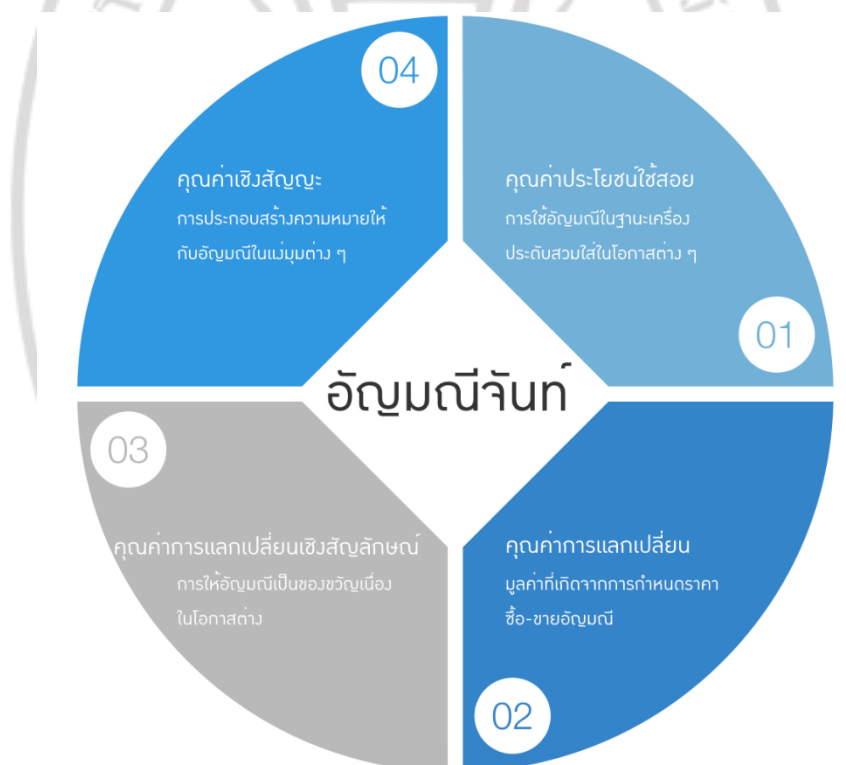 04
คุณค่าเชิงสัญญะ
การประกอบสร้างความหมายให้
กับอัญมณีในแง่มุมต่าง ๆ
คุณค่าประโยชน์ใช้สอย
การใช้อัญมณีในฐานะเครื่อง
ประดับสวมใส่ในโอกาสต่าง ๆ
01
อัญมณีจันท์
03
คุณค่าการแลกเปลี่ยนเชิงสัญลักษณ์
การให้อัญมณีเป็นของขวัญเนื่อง
ในโอกาสต่าง
คุณค่าการแลกเปลี่ยน
มูลค่าที่เกิดจากการกำหนดราคา
ซื้อ-ขายอัญมณี
02